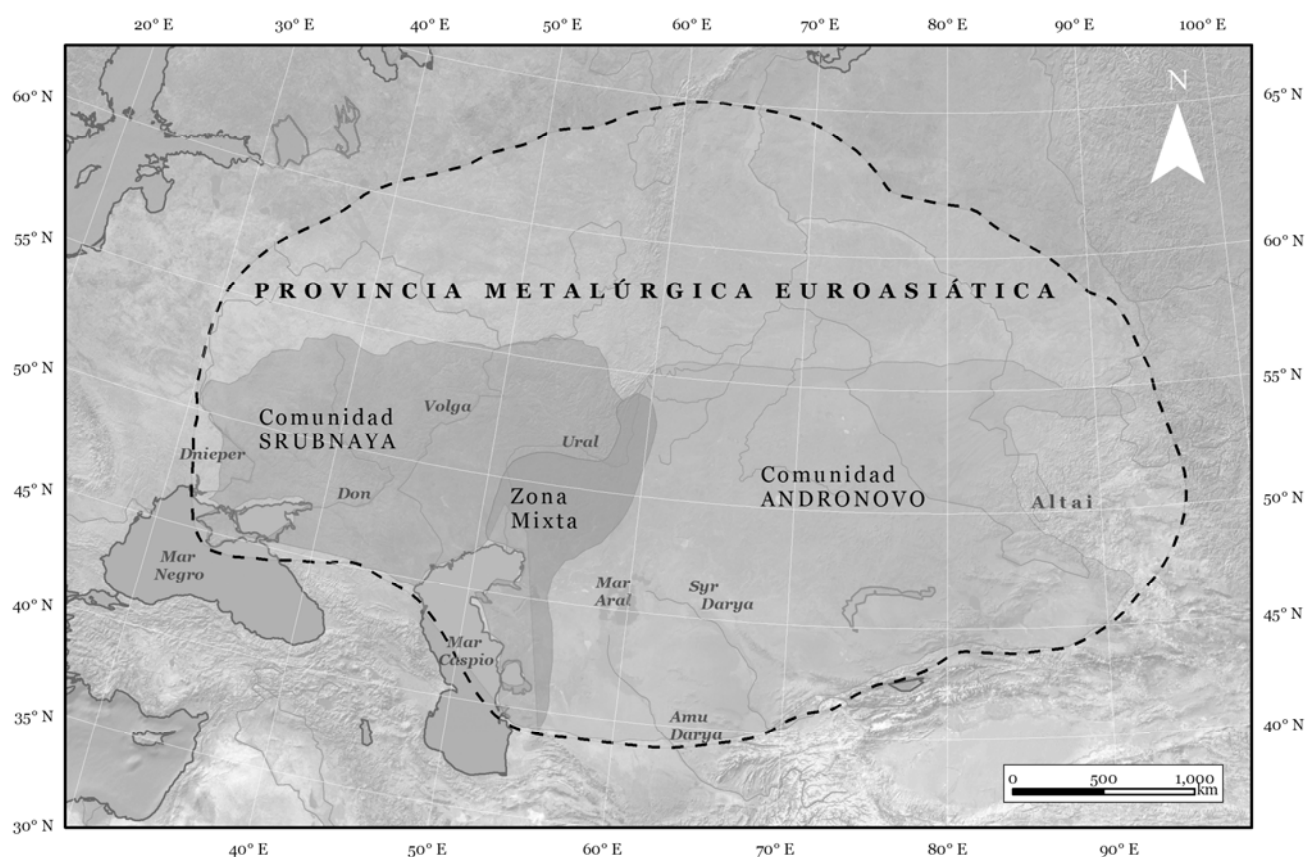 20° E 30° E 40° E 50° E 60° E 70° E 80° E 90° E 100° E
60° N
65° N
55° N
60° N
PROVINCIA METALÚRGICA EUROASIÁTICA
50° N
55° N
Comunidad
SRUBNAYA
Volga
Ural
Dnieper
Comunidad
ANDRONOVO
45° N
Don
Zona
Mixta
Altai
50° N
Mar
Negro
Mar
Aral
Syr
Darya
40° N
45° N
Mar
Caspio
35° N
Amu
Darya
40° N
30° N
0 500 1,000
km
40° E 50° E 60° E 70° E 80° E 90° E
N